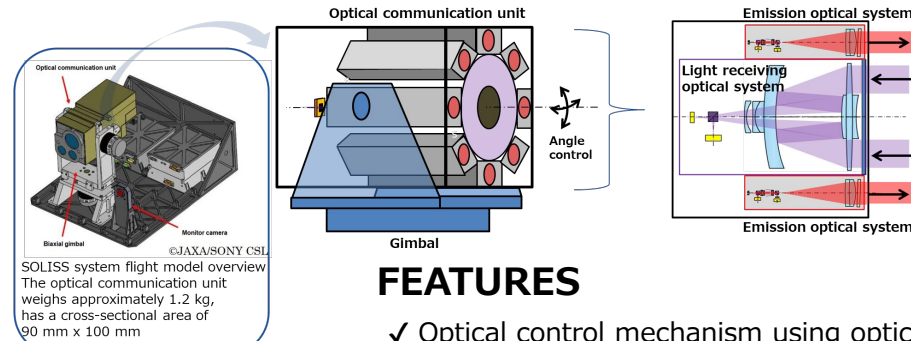 Optical communication unit
Emission optical system
Optical communication unit
Light receiving
optical system
Angle
control
Monitor camera
Biaxial gimbal
Emission optical system
Gimbal
©JAXA/SONY CSL
SOLISS system flight model overview
The optical communication unit
weighs approximately 1.2 kg,
has a cross-sectional area of
90 mm x 100 mm
FEATURES
✓ Optical control mechanism using optic